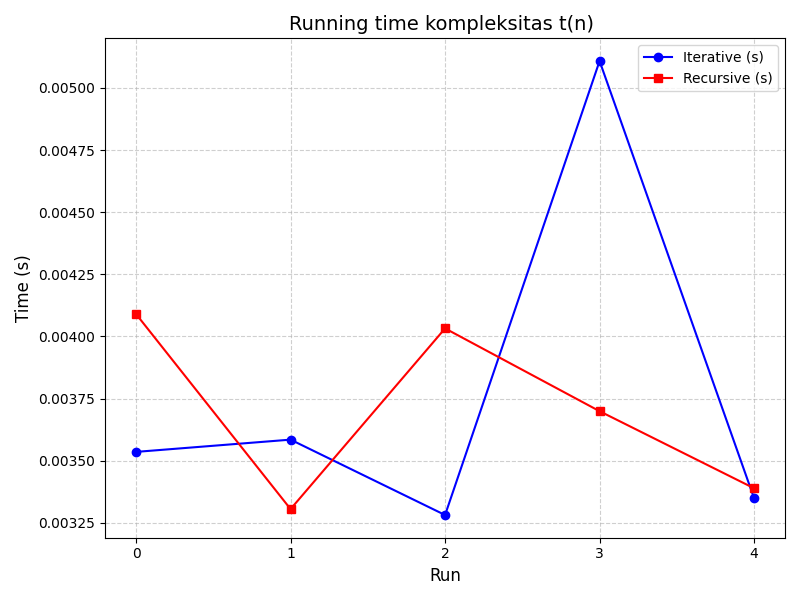 Running time kompleksitas t(n)
Iterative (s)
Recursive (s)
0.00500
0.00475
0.00450
0.00425
0.00400
0.00375
0.00350
0.00325
Time (s)
0 1 2 3 4
Run